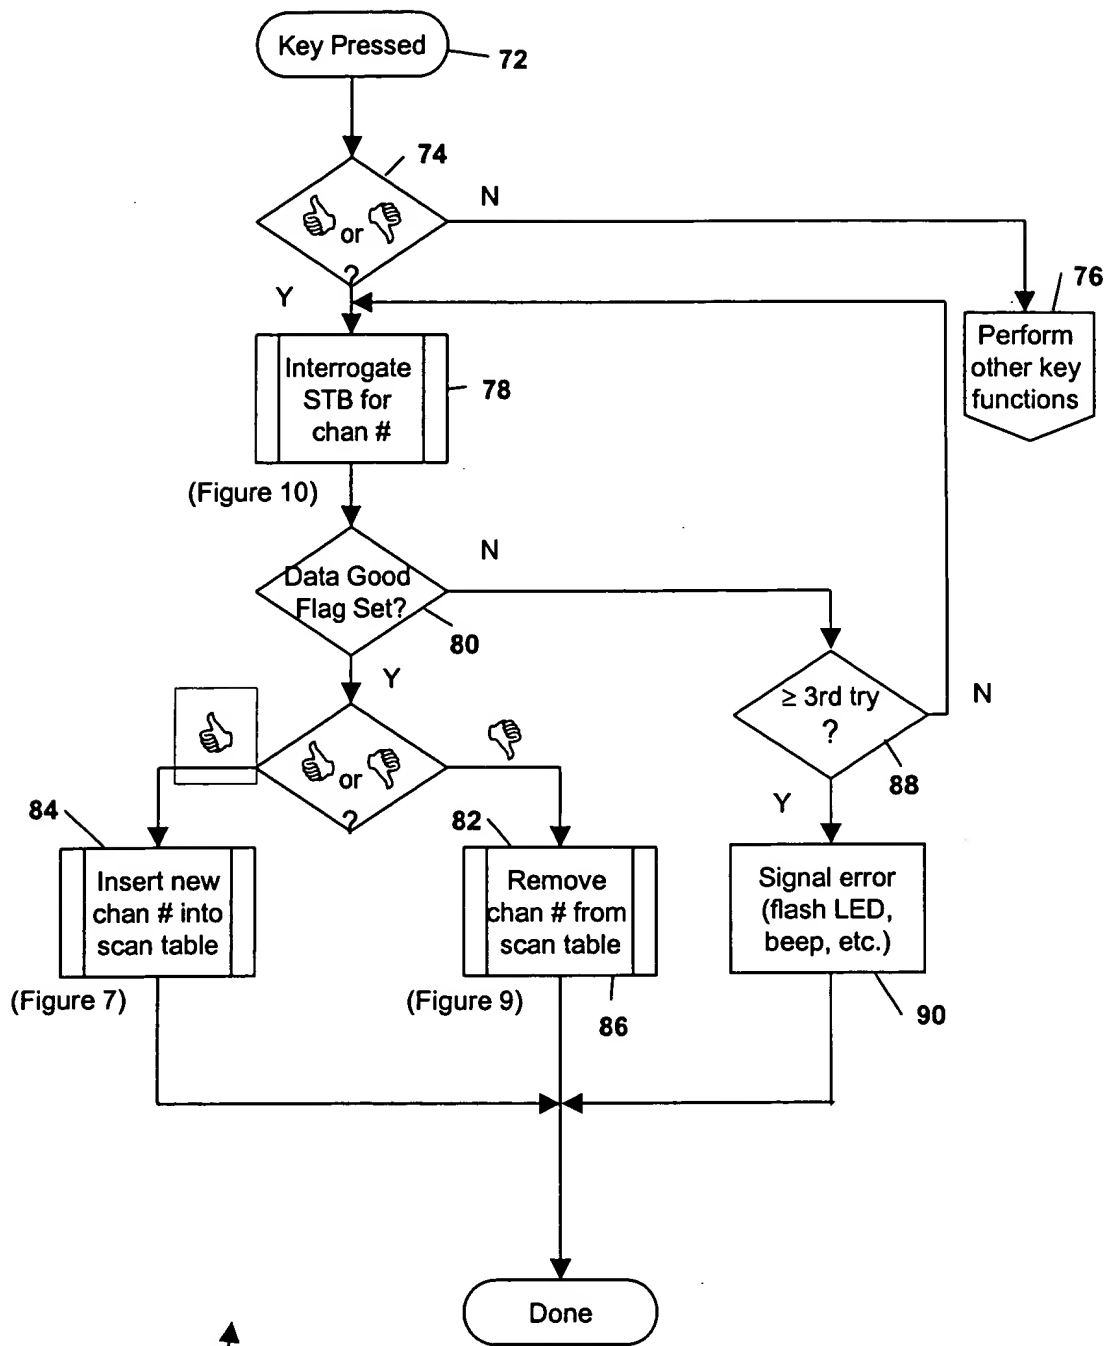 Key Pressed
72
74
N
or
?
Y
76
Perform
other key
functions
Interrogate
STB for
chan #
78
(Figure 10)
N
Data Good
Flag Set?
80
Y
≥ 3rd try
?
N
88
or
?
Y
84
82
Insert new
chan # into
scan table
Remove
chan # from
scan table
Signal error
(flash LED,
beep, etc.)
(Figure 7)
(Figure 9)
86
90
Done